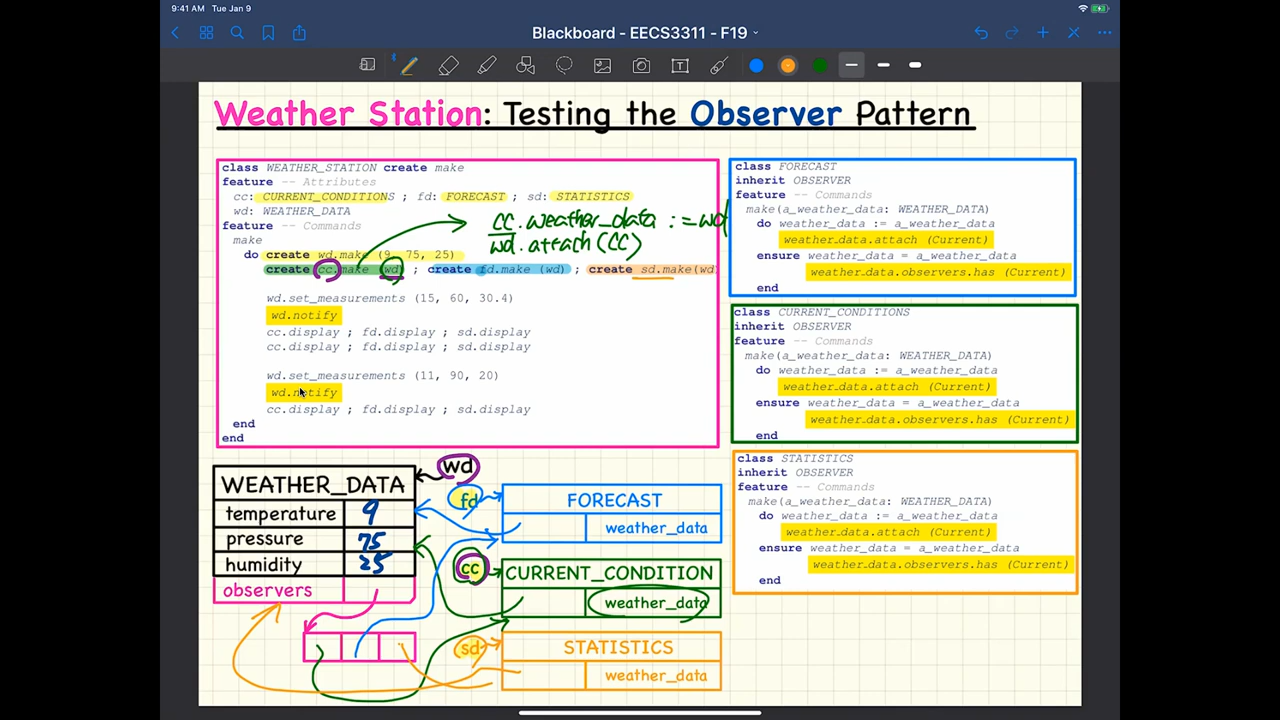 9:41 AM Tue Jan 9
Blackboard - EECS3311 - F19
Weather Station: Testing the Observer Pattern
class WEATHER_STATION create make
feature -- Attributes
cc: CURRENT_CONDITIONS ; fd: FORECAST ; sd: STATISTICS
wd: WEATHER_DATA
feature -- Commands
make
do create wd.make (9, 75, 25)
create cc.make (wd) ; create fd.make (wd) ; create sd.make(wd)
wd.set_measurements (15, 60, 30.4)
wd.notify
cc.display ; fd.display ; sd.display
cc.display ; fd.display ; sd.display
wd.set_measurements (11, 90, 20)
wd.notify
cc.display ; fd.display ; sd.display
end
end
cc.weather_data := wd
wd.attach(cc)
class FORECAST
inherit OBSERVER
feature -- Commands
make(a_weather_data: WEATHER_DATA)
do weather_data := a_weather_data
weather_data.attach (Current)
ensure weather_data = a_weather_data
weather_data.observers.has (Current)
end
class CURRENT_CONDITIONS
inherit OBSERVER
feature -- Commands
make(a_weather_data: WEATHER_DATA)
do weather_data := a_weather_data
weather_data.attach (Current)
ensure weather_data = a_weather_data
weather_data.observers.has (Current)
end
class STATISTICS
inherit OBSERVER
feature -- Commands
make(a_weather_data: WEATHER_DATA)
do weather_data := a_weather_data
weather_data.attach (Current)
ensure weather_data = a_weather_data
weather_data.observers.has (Current)
end
wd
WEATHER_DATA
temperature 9
pressure 75
humidity 25
observers
fd
FORECAST
weather_data
cc
CURRENT_CONDITION
weather_data
sd
STATISTICS
weather_data